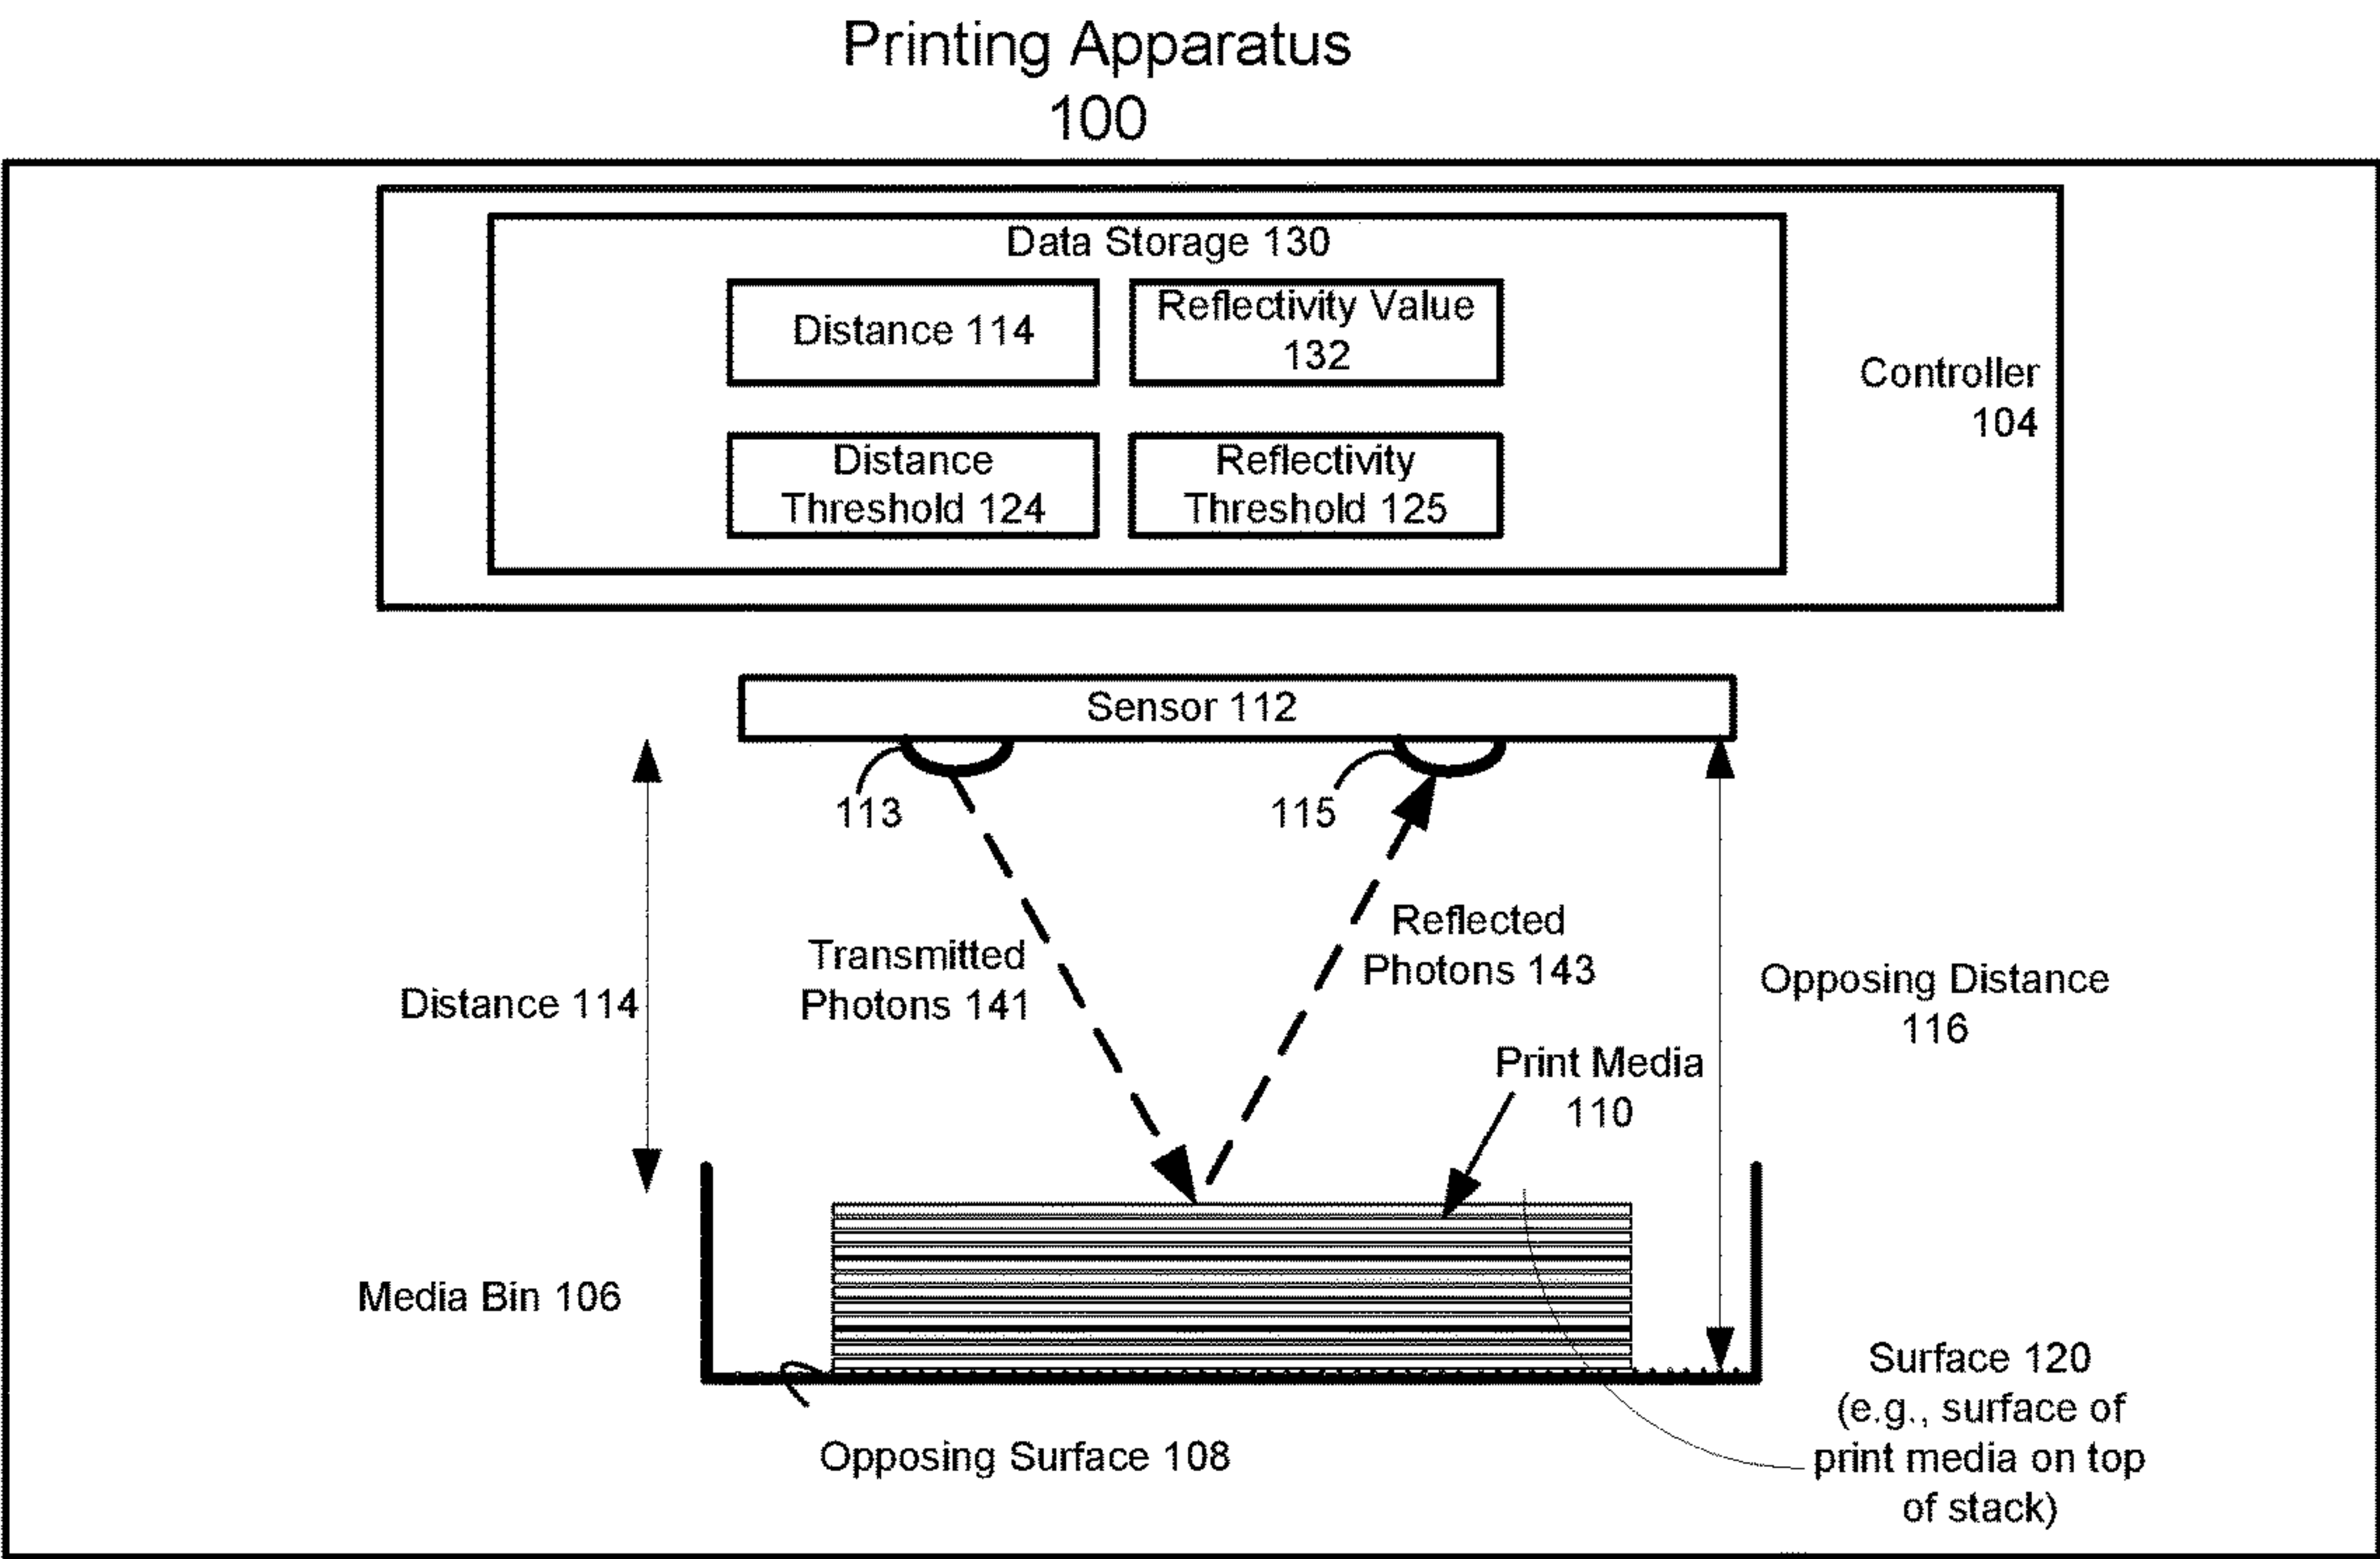 Printing Apparatus
100
Data Storage 130
Distance 114
Reflectivity Value
132
Controller
104
Distance
Threshold 124
Reflectivity
Threshold 125
Sensor 112
113
115
Transmitted
Photons 141
Reflected
Photons 143
Distance 114
Opposing Distance
116
Print Media
110
Media Bin 106
Surface 120
(e.g., surface of
print media on top
of stack)
Opposing Surface 108